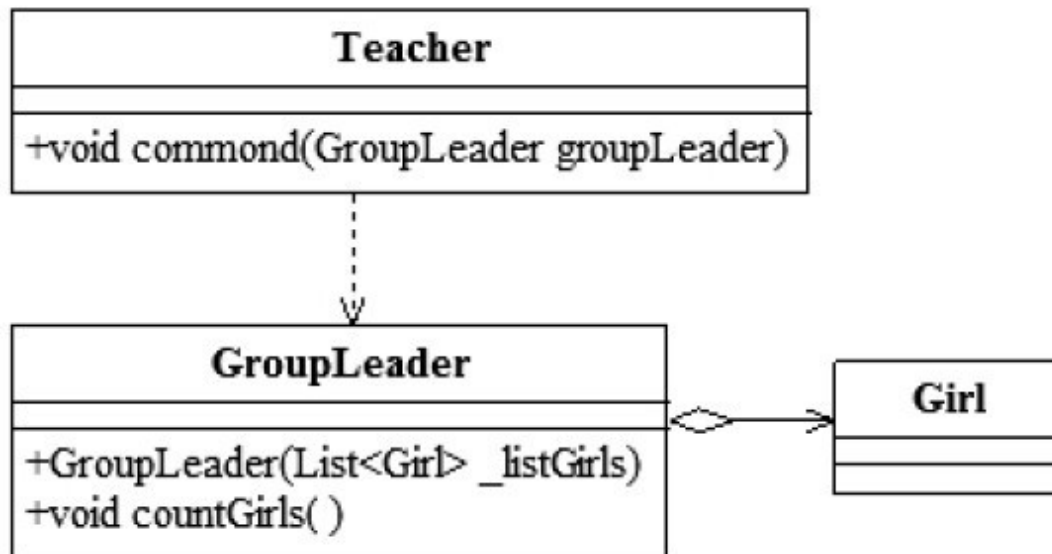 Teacher
+void commond(GroupLeader groupLeader)
GroupLeader
+GroupLeader(List<Girl> _listGirls)
+void countGirls( )
Girl